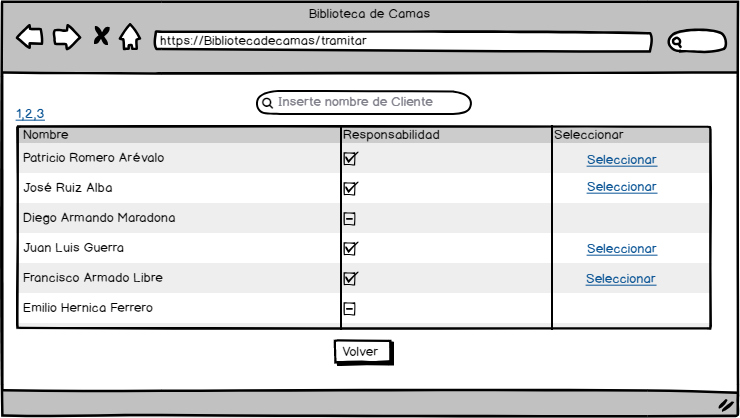 Biblioteca de Camas
https://Bibliotecadecamas/tramitar
Inserte nombre de Cliente
1,2,3
Nombre Responsabilidad Seleccionar
Patricio Romero Arévalo Seleccionar
José Ruiz Alba Seleccionar
Diego Armando Maradona
Juan Luis Guerra Seleccionar
Francisco Armado Libre Seleccionar
Emilio Hernica Ferrero
Volver